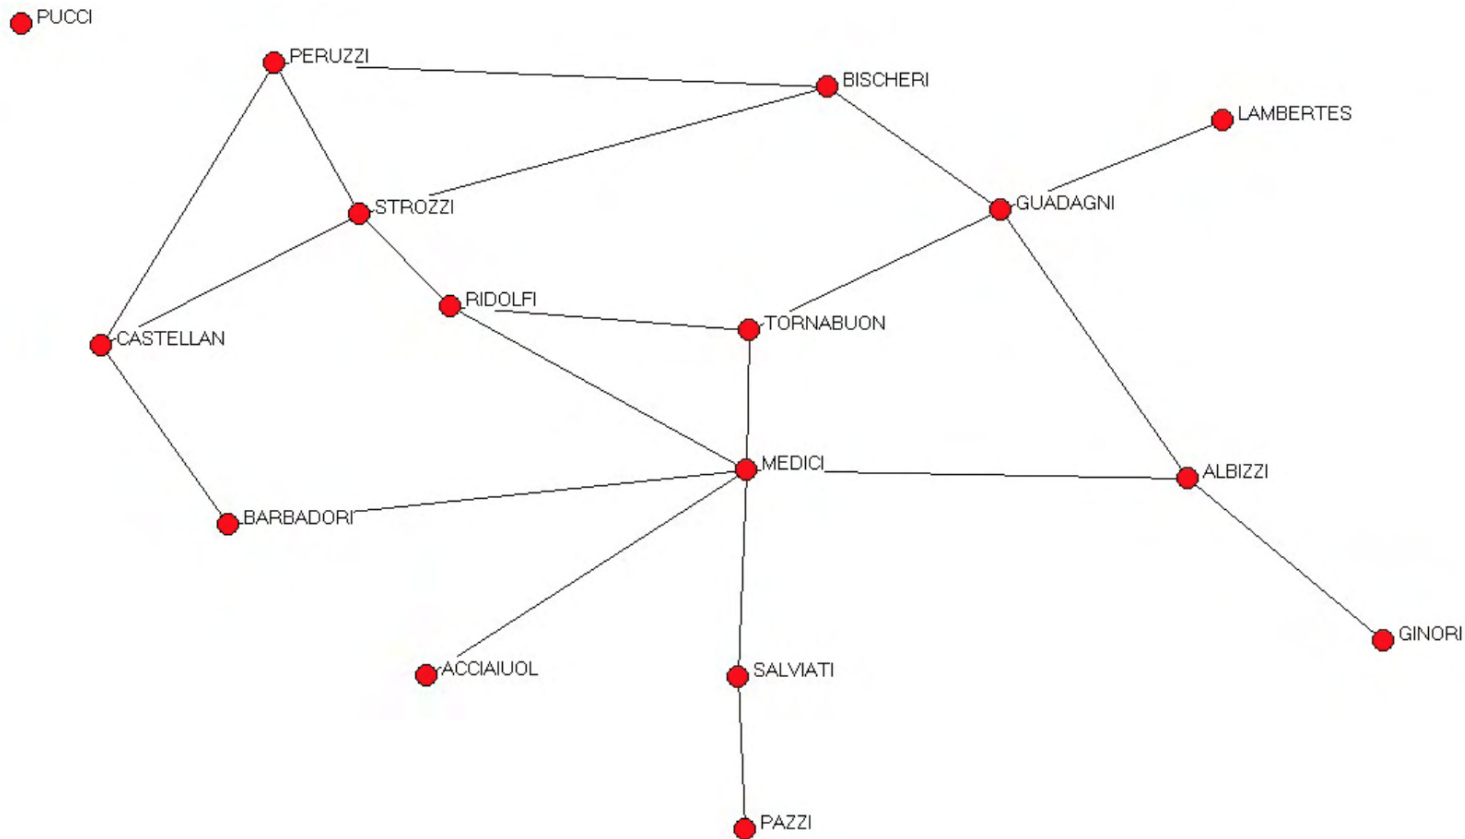 PUCCI
PERUZZI
BISCHERI
LAMBERTES
STROZZI
GUADAGNI
RIDOLFI
TORNABUON
CASTELLAN
MEDICI
ALBIZZI
BARBADORI
GINORI
ACCIAIUOL
SALVIATI
PAZZI